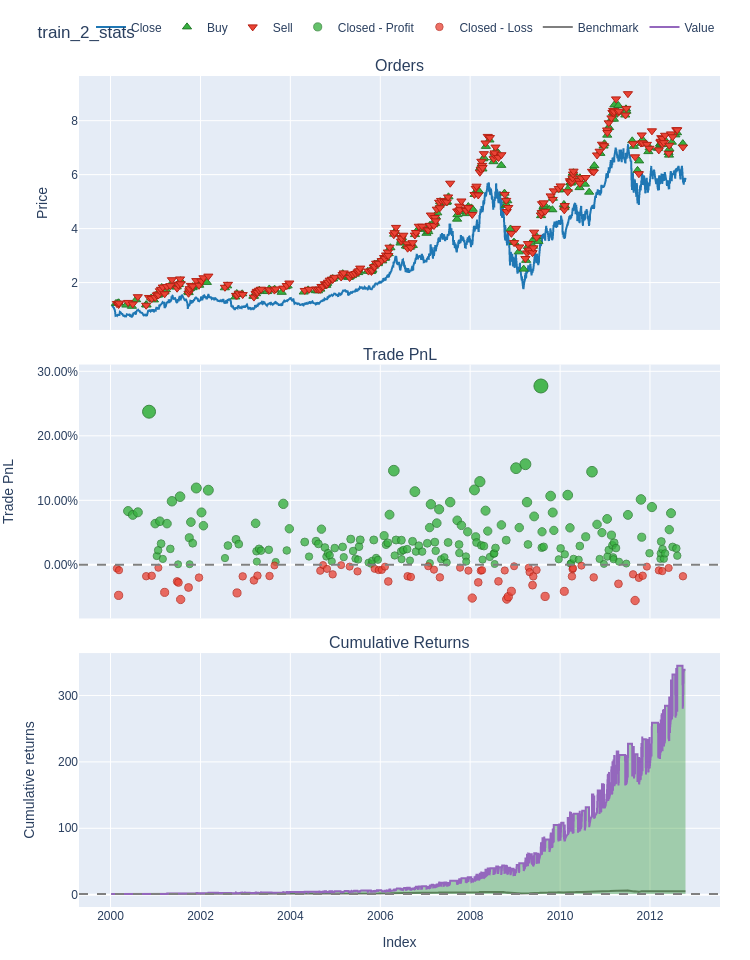 train_2_stats
Close Buy Sell Closed - Profit Closed - Loss Benchmark Value
Orders
Price
8
6
4
2
Trade PnL
Trade PnL
30.00%
20.00%
10.00%
0.00%
Cumulative Returns
Cumulative returns
300
200
100
0
2000 2002 2004 2006 2008 2010 2012
Index